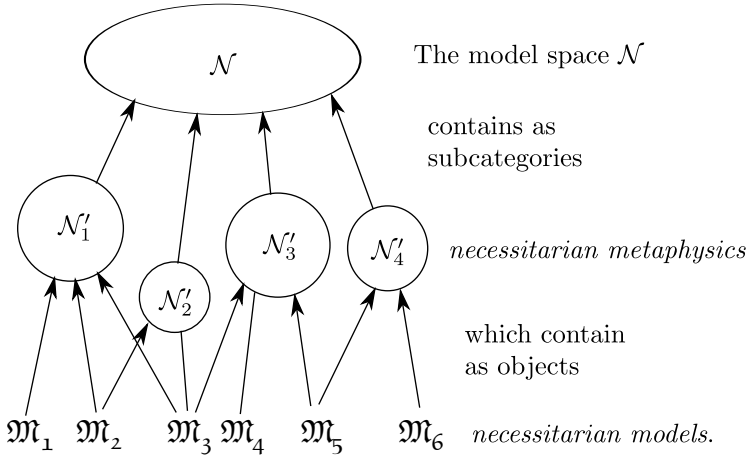 𝒩
The model space 𝒩
contains as
subcategories
𝒩′₁
𝒩′₂
𝒩′₃
𝒩′₄
necessitarian metaphysics
which contain
as objects
𝔐₁ 𝔐₂ 𝔐₃ 𝔐₄ 𝔐₅ 𝔐₆
necessitarian models.